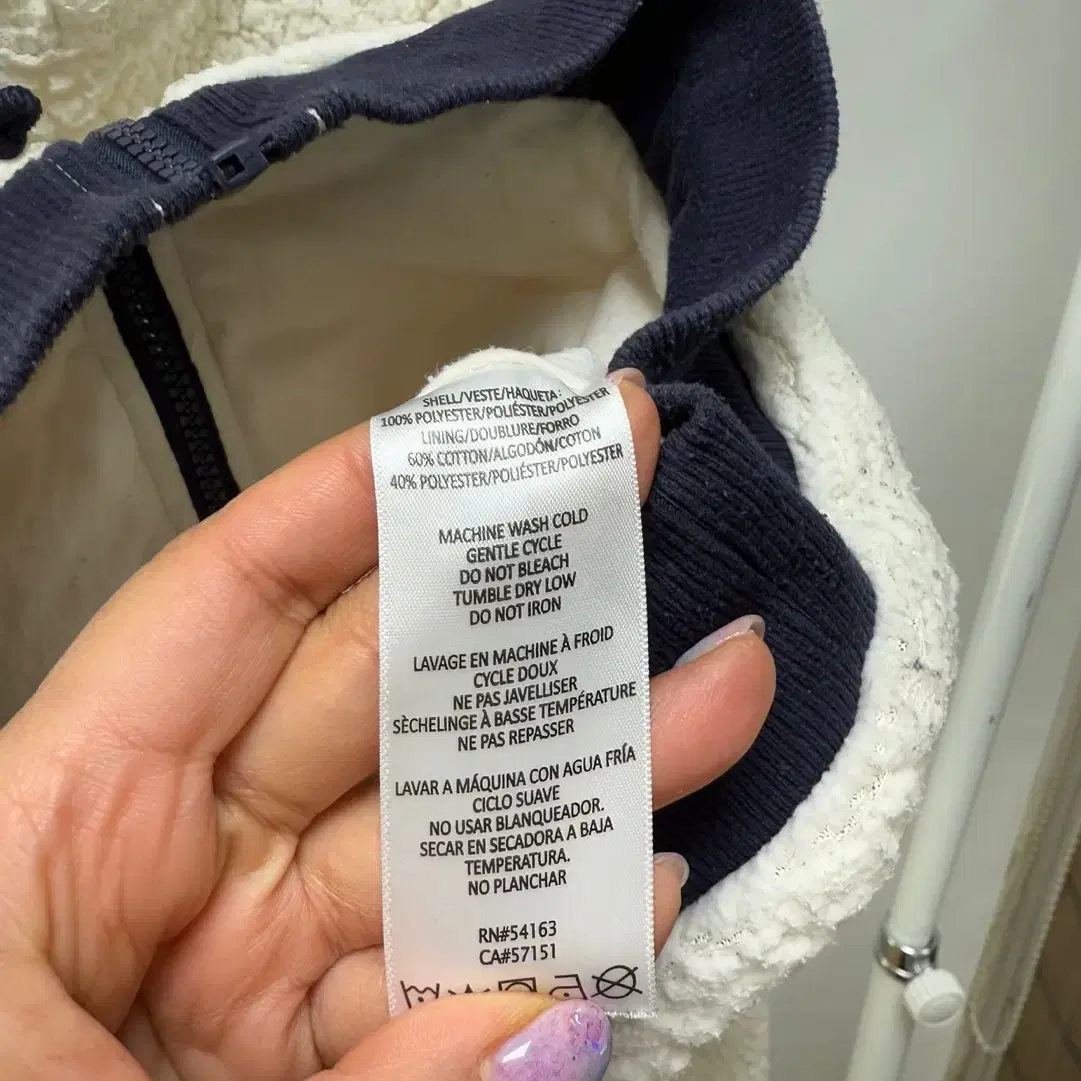 SHELL/VESTE/HAQUETA:
100% POLYESTER/POLIÉSTER/POLYESTER
LINING/DOUBLURE/FORRO
60% COTTON/ALGODÓN/COTON
40% POLYESTER/POLIÉSTER/POLYESTER
MACHINE WASH COLD
GENTLE CYCLE
DO NOT BLEACH
TUMBLE DRY LOW
DO NOT IRON
LAVAGE EN MACHINE À FROID
CYCLE DOUX
NE PAS JAVELLISER
SÈCHELINGE À BASSE TEMPÉRATURE
NE PAS REPASSER
LAVAR A MÁQUINA CON AGUA FRÍA
CICLO SUAVE
NO USAR BLANQUEADOR.
SECAR EN SECADORA A BAJA
TEMPERATURA.
NO PLANCHAR
RN#54163
CA#57151